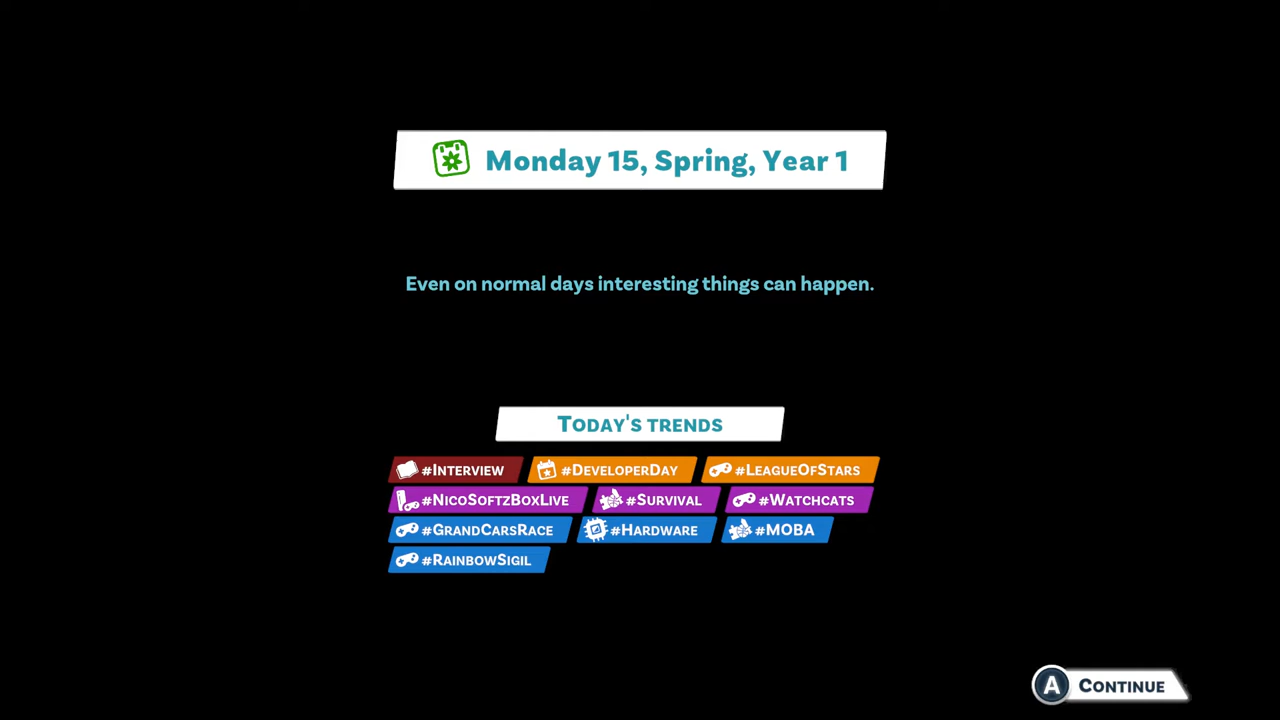 Monday 15, Spring, Year 1
Even on normal days interesting things can happen.
Today's trends
#Interview #DeveloperDay #LeagueOfStars
#NicoSoftzBoxLive #Survival #Watchcats
#GrandCarsRace #Hardware #MOBA
#RainbowSigil
A Continue